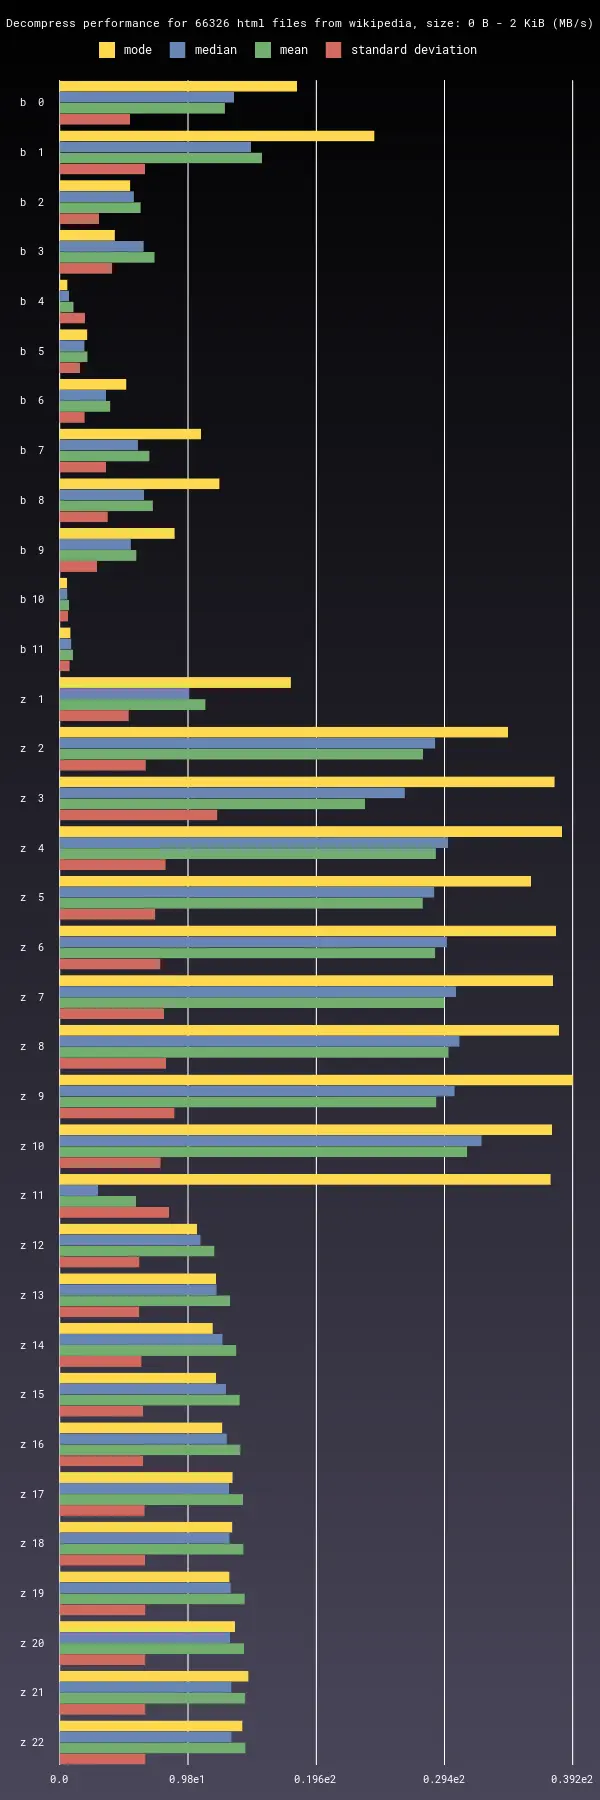 Decompress performance for 66326 html files from wikipedia, size: 0 B - 2 KiB (MB/s)
mode median mean standard deviation
b 0
b 1
b 2
b 3
b 4
b 5
b 6
b 7
b 8
b 9
b 10
b 11
z 1
z 2
z 3
z 4
z 5
z 6
z 7
z 8
z 9
z 10
z 11
z 12
z 13
z 14
z 15
z 16
z 17
z 18
z 19
z 20
z 21
z 22
0.0 0.98e1 0.196e2 0.294e2 0.392e2